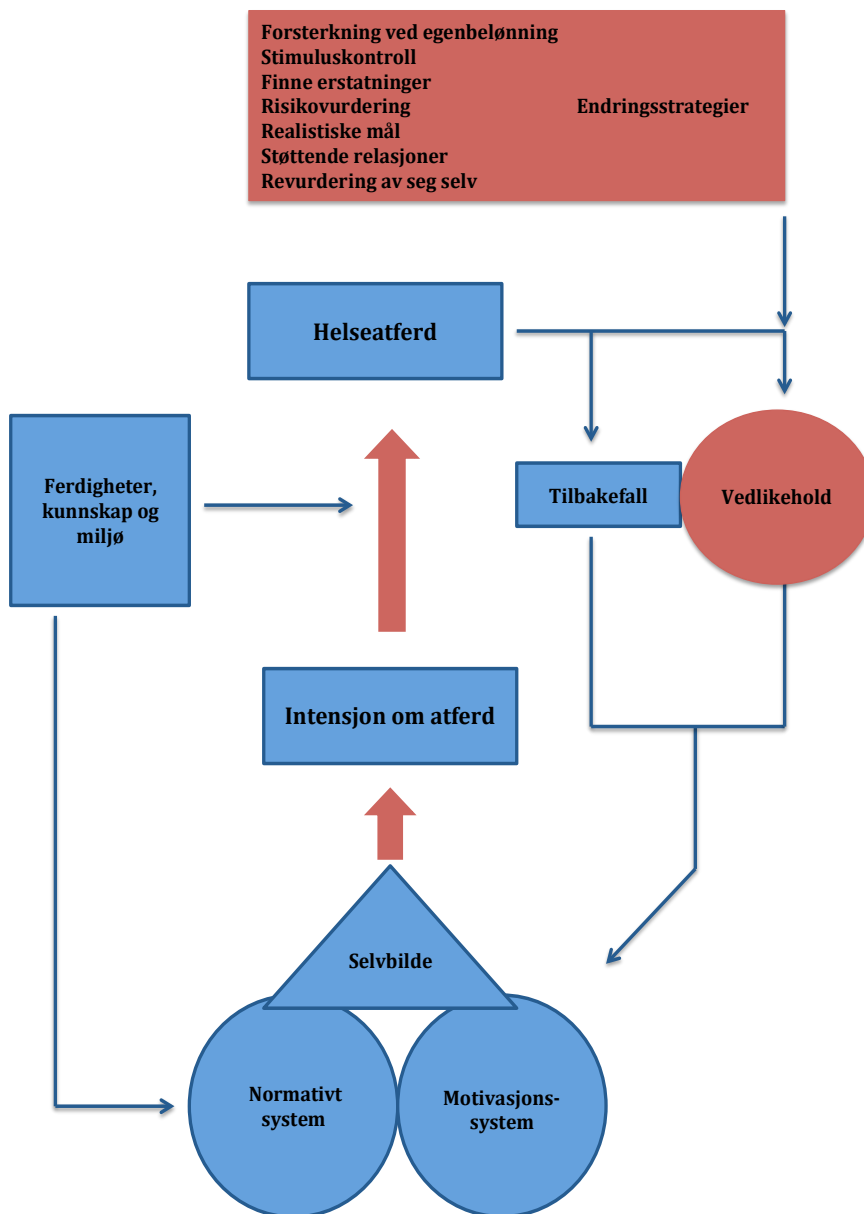 Forsterkning ved egenbelønning
Stimuluskontroll
Finne erstatninger
Risikovurdering
Endringsstrategier
Realistiske mål
Støttende relasjoner
Revurdering av seg selv
Helseatferd
Ferdigheter,
kunnskap og
miljø
Tilbakefall
Vedlikehold
Intensjon om atferd
Selvbilde
Normativt
system
Motivasjons-
system